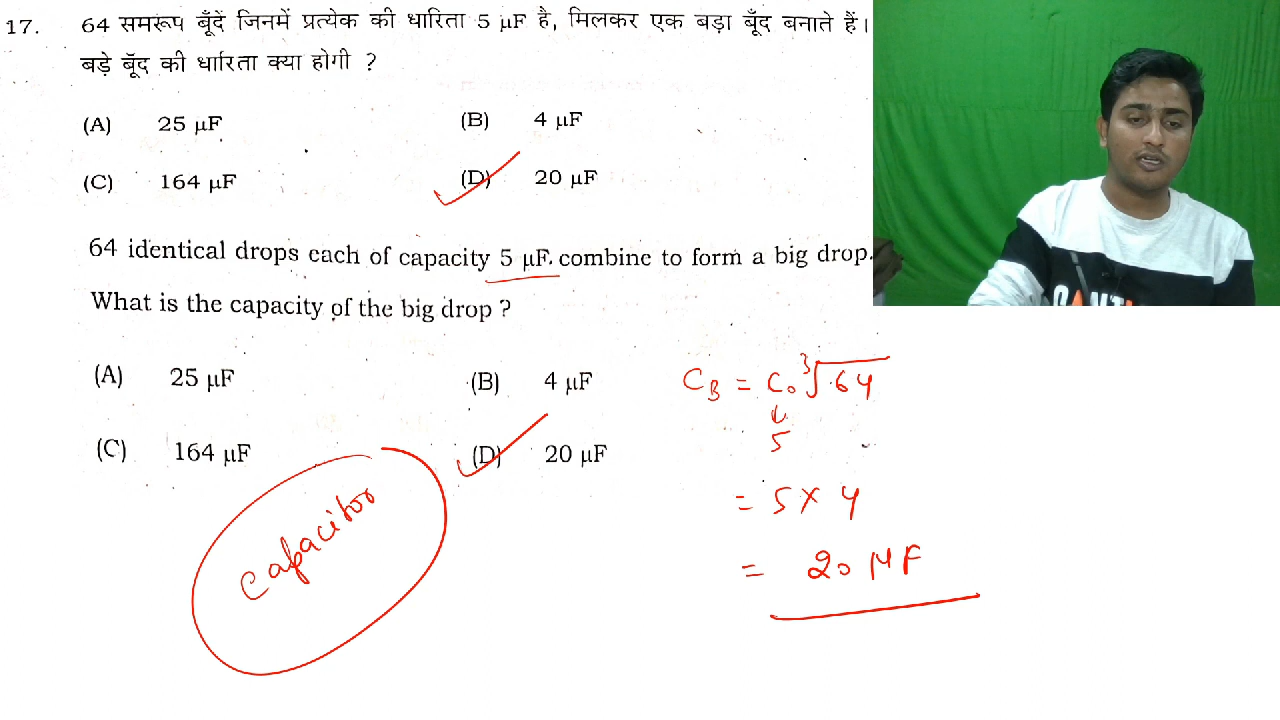 17. 64 समरूप बूँदें जिनमें प्रत्येक की धारिता 5 μF है, मिलकर एक बड़ा बूँद बनाते हैं।
बड़े बूँद की धारिता क्या होगी ?
(A) 25 μF (B) 4 μF
(C) 164 μF (D) 20 μF
64 identical drops each of capacity 5 μF combine to form a big drop.
What is the capacity of the big drop ?
(A) 25 μF (B) 4 μF
(C) 164 μF (D) 20 μF
C_B = C₀ ∛64
5
= 5 × 4
= 20 μF
Capacitor